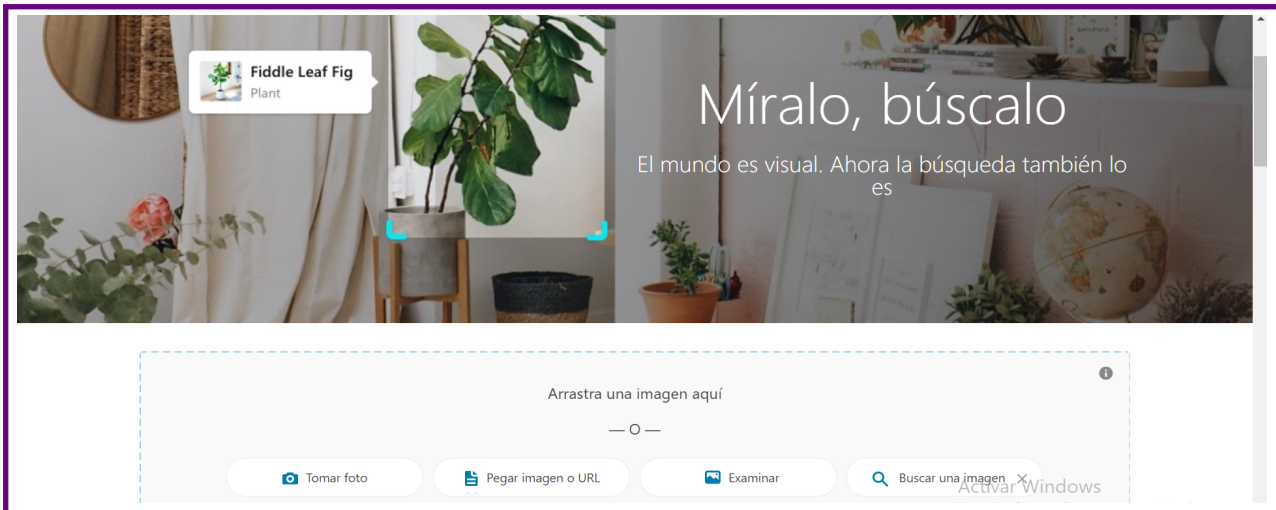 Fiddle Leaf Fig
Plant
Míralo, búscalo
El mundo es visual. Ahora la búsqueda también lo
es
Arrastra una imagen aquí
— O —
Tomar foto
Pegar imagen o URL
Examinar
Buscar una imagen
Activar Windows